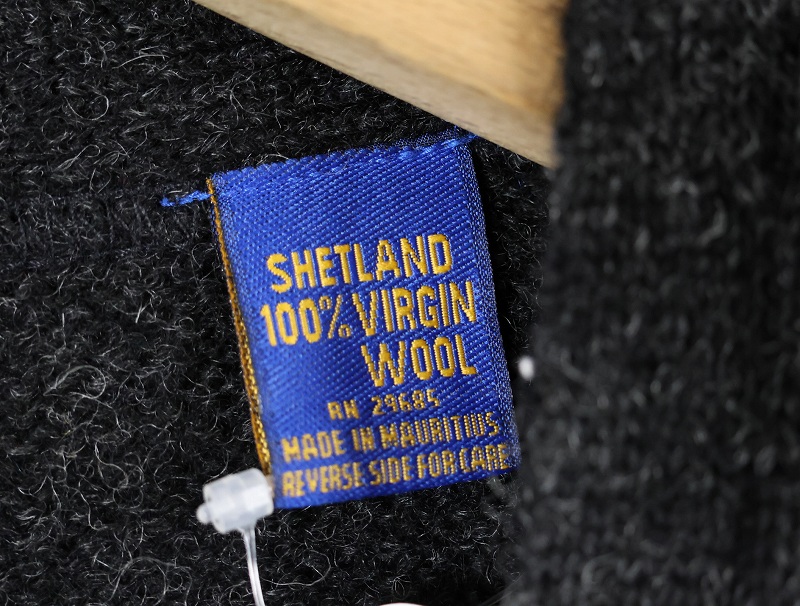 SHETLAND
100% VIRGIN
WOOL
RN 29685
MADE IN MAURITIUS
REVERSE SIDE FOR CARE